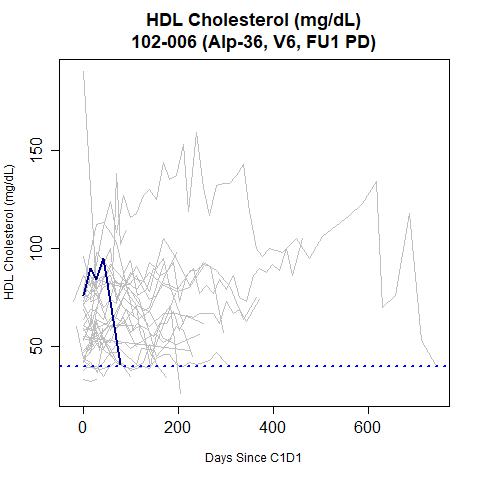 HDL Cholesterol (mg/dL)
102-006 (Alp-36, V6, FU1 PD)
HDL Cholesterol (mg/dL)
150
100
50
0
200
400
600
Days Since C1D1